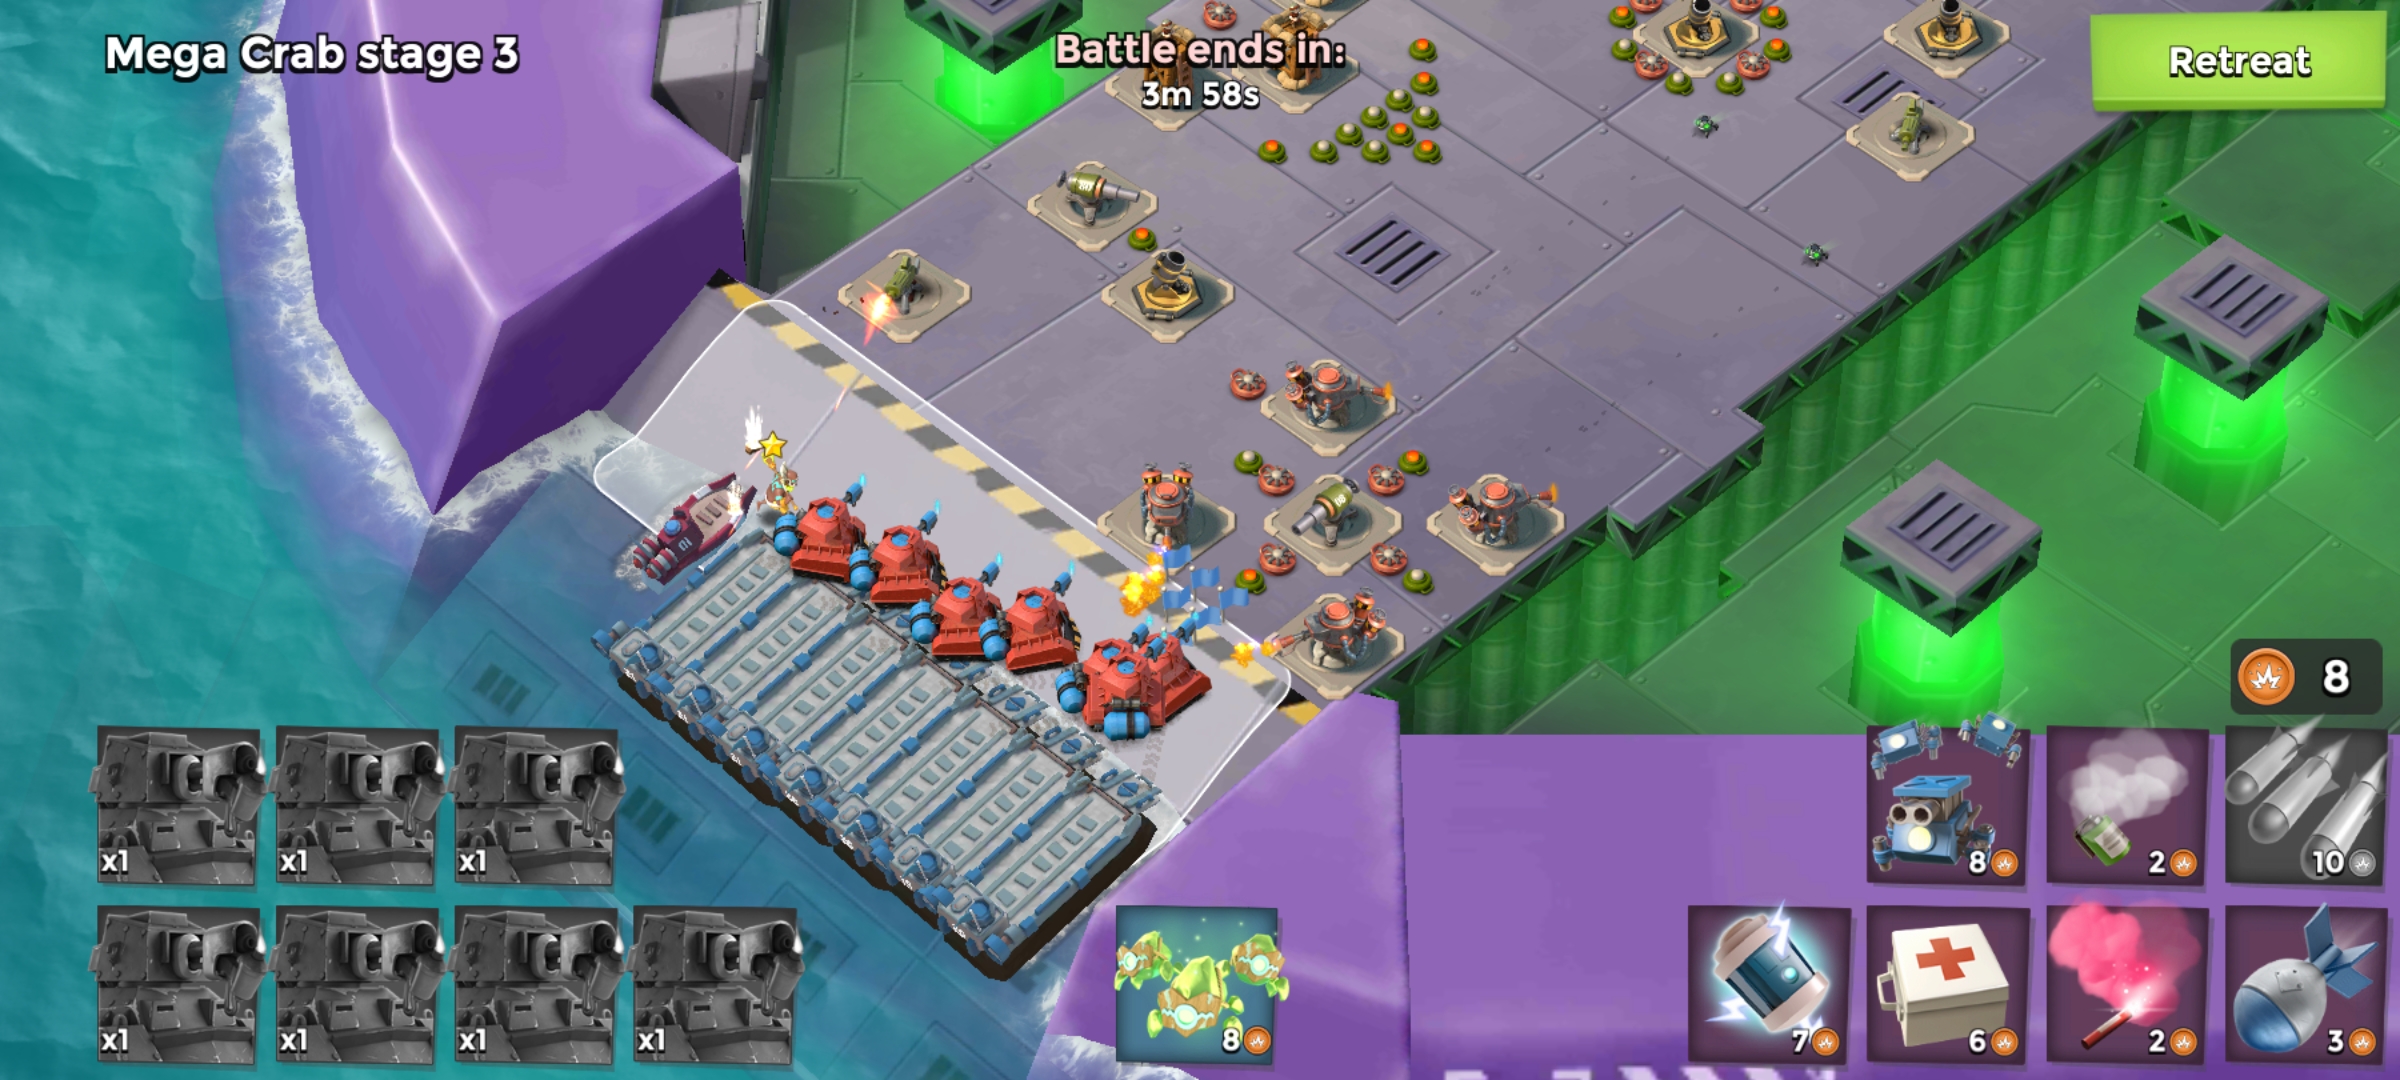 Mega Crab stage 3
Battle ends in:
3m 58s
Retreat
8
x1
x1
x1
8
2
10
x1
x1
x1
x1
8
7
6
2
3